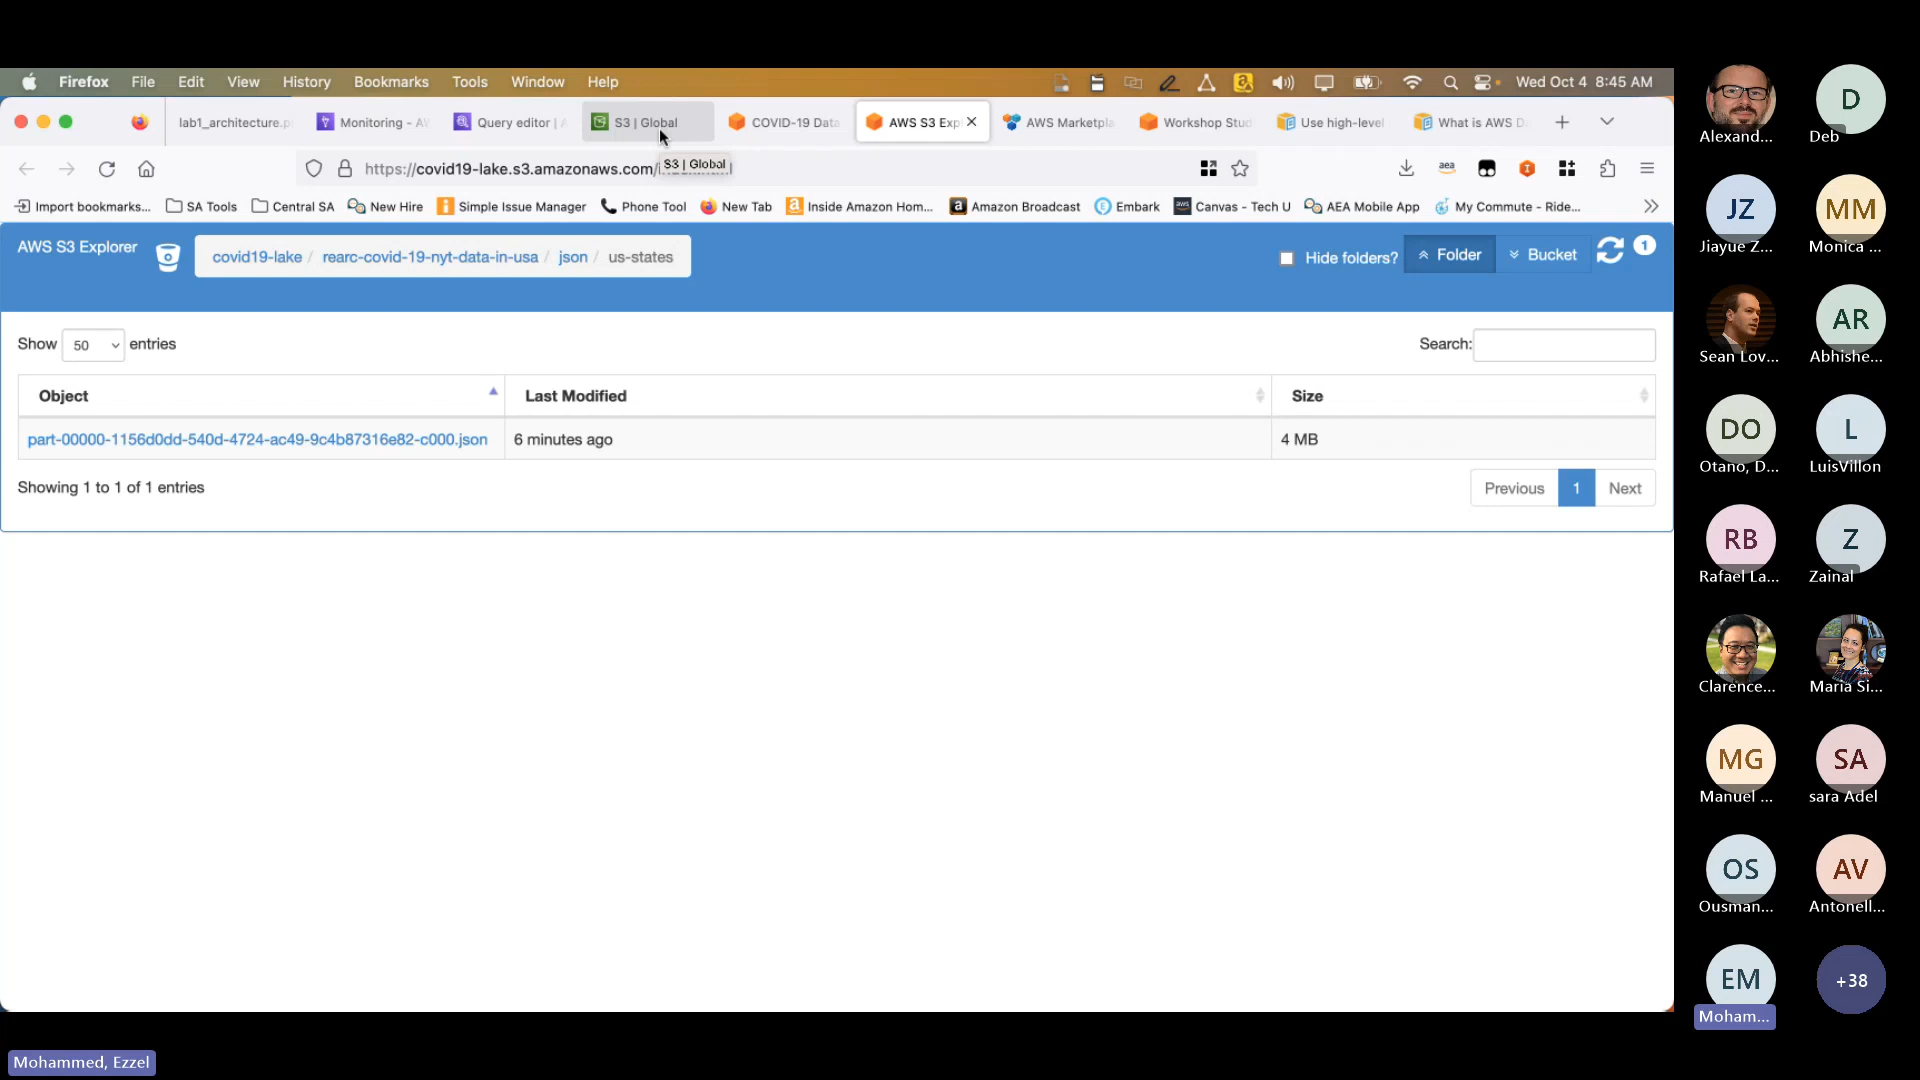 Firefox File Edit View History Bookmarks Tools Window Help Wed Oct 4 8:45 AM
lab1_architecture.p Monitoring - A Query editor | S3 | Global COVID-19 Data AWS S3 Exp AWS Marketpla Workshop Stud Use high-level What is AWS D
https://covid19-lake.s3.amazonaws.com/
S3 | Global
aea
Import bookmarks... SA Tools Central SA New Hire Simple Issue Manager Phone Tool New Tab Inside Amazon Hom... Amazon Broadcast Embark Canvas - Tech U AEA Mobile App My Commute - Ride...
AWS S3 Explorer covid19-lake / rearc-covid-19-nyt-data-in-usa / json / us-states Hide folders? Folder Bucket 1
Show 50 entries Search:
Object Last Modified Size
part-00000-1156d0dd-540d-4724-ac49-9c4b87316e82-c000.json 6 minutes ago 4 MB
Showing 1 to 1 of 1 entries Previous 1 Next
Alexand... D Deb
JZ Jiayue Z... MM Monica ...
Sean Lov... AR Abhishe...
DO Otano, D... L LuisVillon
RB Rafael La... Z Zainal
Clarence... Maria Si...
MG Manuel ... SA sara Adel
OS Ousman... AV Antonell...
EM Moham... +38
Mohammed, Ezzel